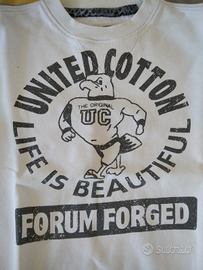 UNITED COTTON
THE ORIGINAL
UC
LIFE IS BEAUTIFUL
FORUM FORGED